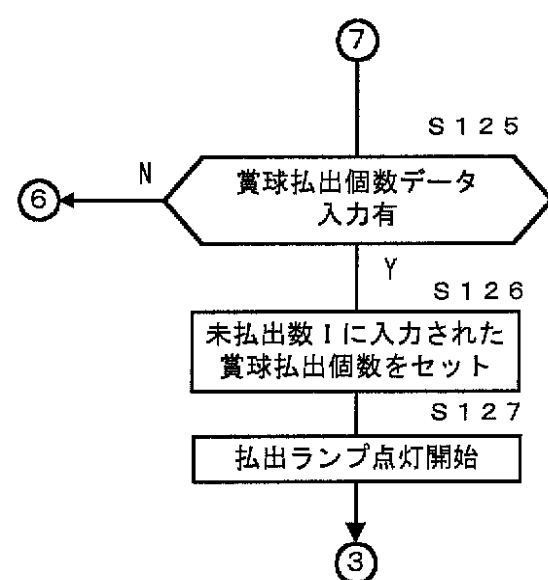 ⑦
S125
N
賞球払出個数データ
入力有
⑥
Y
S126
未払出数Iに入力された
賞球払出個数をセット
S127
払出ランプ点灯開始
③